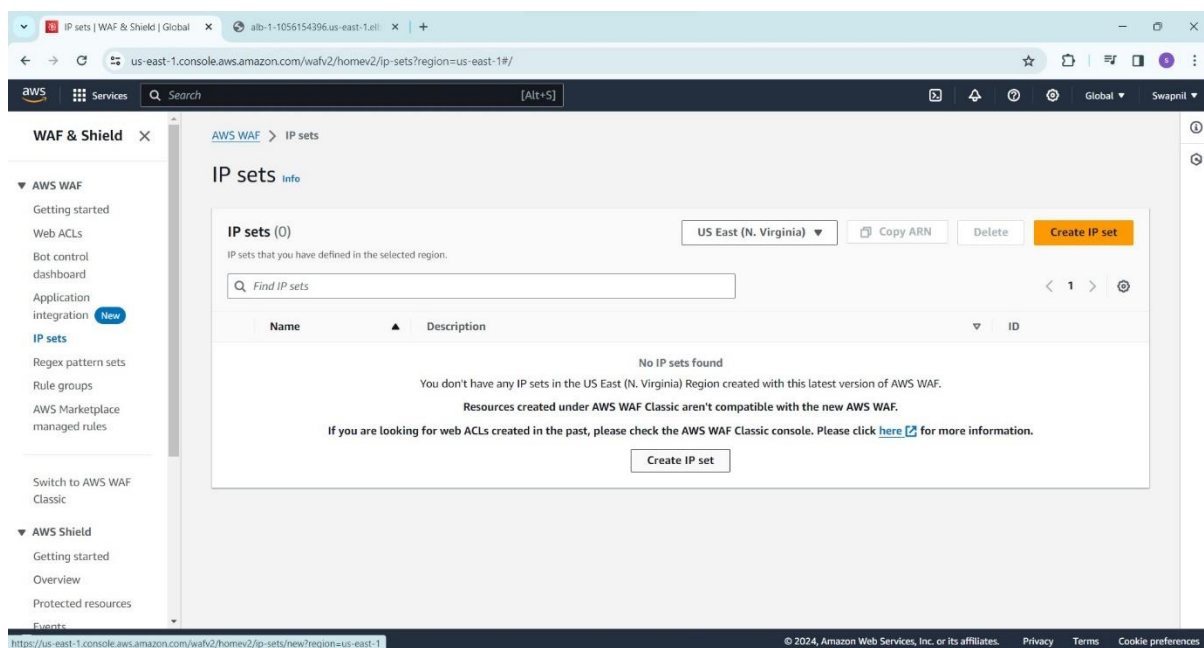 IP sets | WAF & Shield | Global
alb-1-1056154396.us-east-1.el
us-east-1.console.aws.amazon.com/wafv2/homev2/ip-sets?region=us-east-1#/
aws Services Search [Alt+S] Global Swapnil
WAF & Shield
AWS WAF
Getting started
Web ACLs
Bot control
dashboard
Application
integration New
IP sets
Regex pattern sets
Rule groups
AWS Marketplace
managed rules
Switch to AWS WAF
Classic
AWS Shield
Getting started
Overview
Protected resources
Events
AWS WAF > IP sets
IP sets Info
IP sets (0) US East (N. Virginia) Copy ARN Delete Create IP set
IP sets that you have defined in the selected region.
Find IP sets
1
Name Description ID
No IP sets found
You don't have any IP sets in the US East (N. Virginia) Region created with this latest version of AWS WAF.
Resources created under AWS WAF Classic aren't compatible with the new AWS WAF.
If you are looking for web ACLs created in the past, please check the AWS WAF Classic console. Please click here for more information.
Create IP set
https://us-east-1.console.aws.amazon.com/wafv2/homev2/ip-sets/new?region=us-east-1
© 2024, Amazon Web Services, Inc. or its affiliates. Privacy Terms Cookie preferences